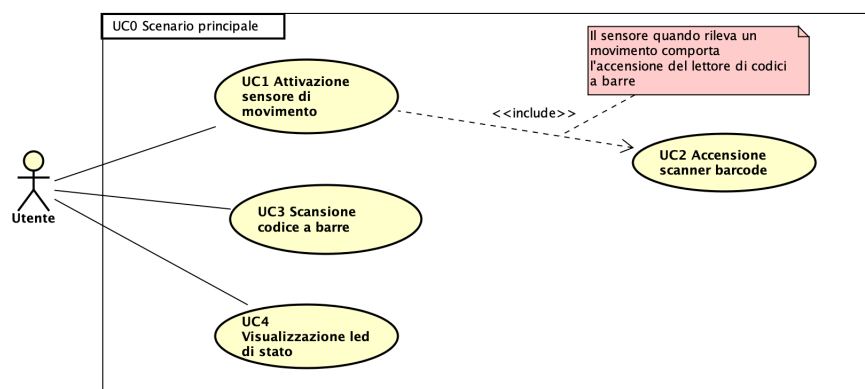 UC0 Scenario principale
Il sensore quando rileva un
movimento comporta
l'accensione del lettore di codici
a barre
UC1 Attivazione
sensore di
movimento
<<include>>
UC2 Accensione
scanner barcode
Utente
UC3 Scansione
codice a barre
UC4
Visualizzazione led
di stato